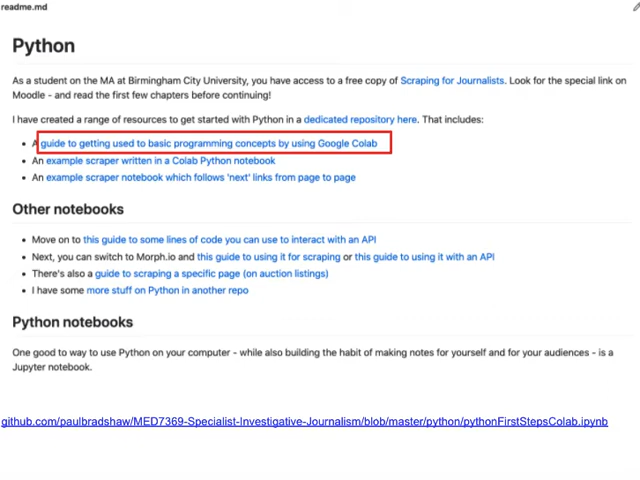 readme.md
Python
As a student on the MA at Birmingham City University, you have access to a free copy of Scraping for Journalists. Look for the special link on
Moodle - and read the first few chapters before continuing!
I have created a range of resources to get started with Python in a dedicated repository here. That includes:
• A guide to getting used to basic programming concepts by using Google Colab
• An example scraper written in a Colab Python notebook
• An example scraper notebook which follows 'next' links from page to page
Other notebooks
• Move on to this guide to some lines of code you can use to interact with an API
• Next, you can switch to Morph.io and this guide to using it for scraping or this guide to using it with an API
• There's also a guide to scraping a specific page (on auction listings)
• I have some more stuff on Python in another repo
Python notebooks
One good to way to use Python on your computer - while also building the habit of making notes for yourself and for your audiences - is a
Jupyter notebook.
github.com/paulbradshaw/MED7369-Specialist-Investigative-Journalism/blob/master/python/pythonFirstStepsColab.ipynb